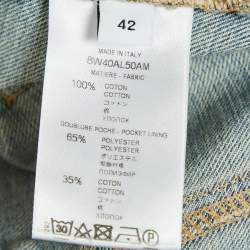 42
MADE IN ITALY
BW40AL50AM
MATIERE - FABRIC
100% COTON
COTTON
コットン
棉
ХЛОПОК
DOUBLURE POCHE - POCKET LINING
65% POLYESTER
POLYESTER
ポリエステル
35% COTON
COTTON
コットン
棉
ХЛОПОК
30